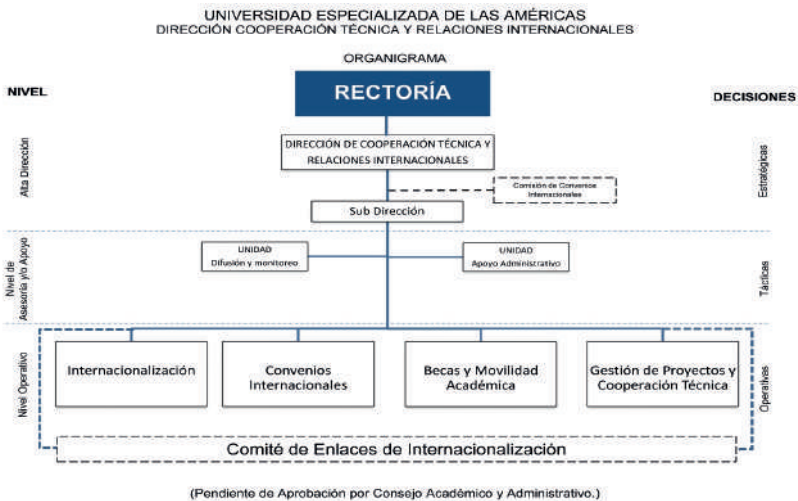 UNIVERSIDAD ESPECIALIZADA DE LAS AMÉRICAS
DIRECCIÓN COOPERACIÓN TÉCNICA Y RELACIONES INTERNACIONALES
ORGANIGRAMA
NIVEL
RECTORÍA
DECISIONES
Alta Dirección
DIRECCIÓN DE COOPERACIÓN TÉCNICA Y
RELACIONES INTERNACIONALES
Estratégicas
Comisión de Convenios
Internacionales
Sub Dirección
Nivel de
Asesoría y/o Apoyo
UNIDAD
Difusión y monitoreo
UNIDAD
Apoyo Administrativo
Tácticas
Nivel Operativo
Internacionalización
Convenios
Internacionales
Becas y Movilidad
Académica
Gestión de Proyectos y
Cooperación Técnica
Operativas
Comité de Enlaces de Internacionalización
(Pendiente de Aprobación por Consejo Académico y Administrativo.)